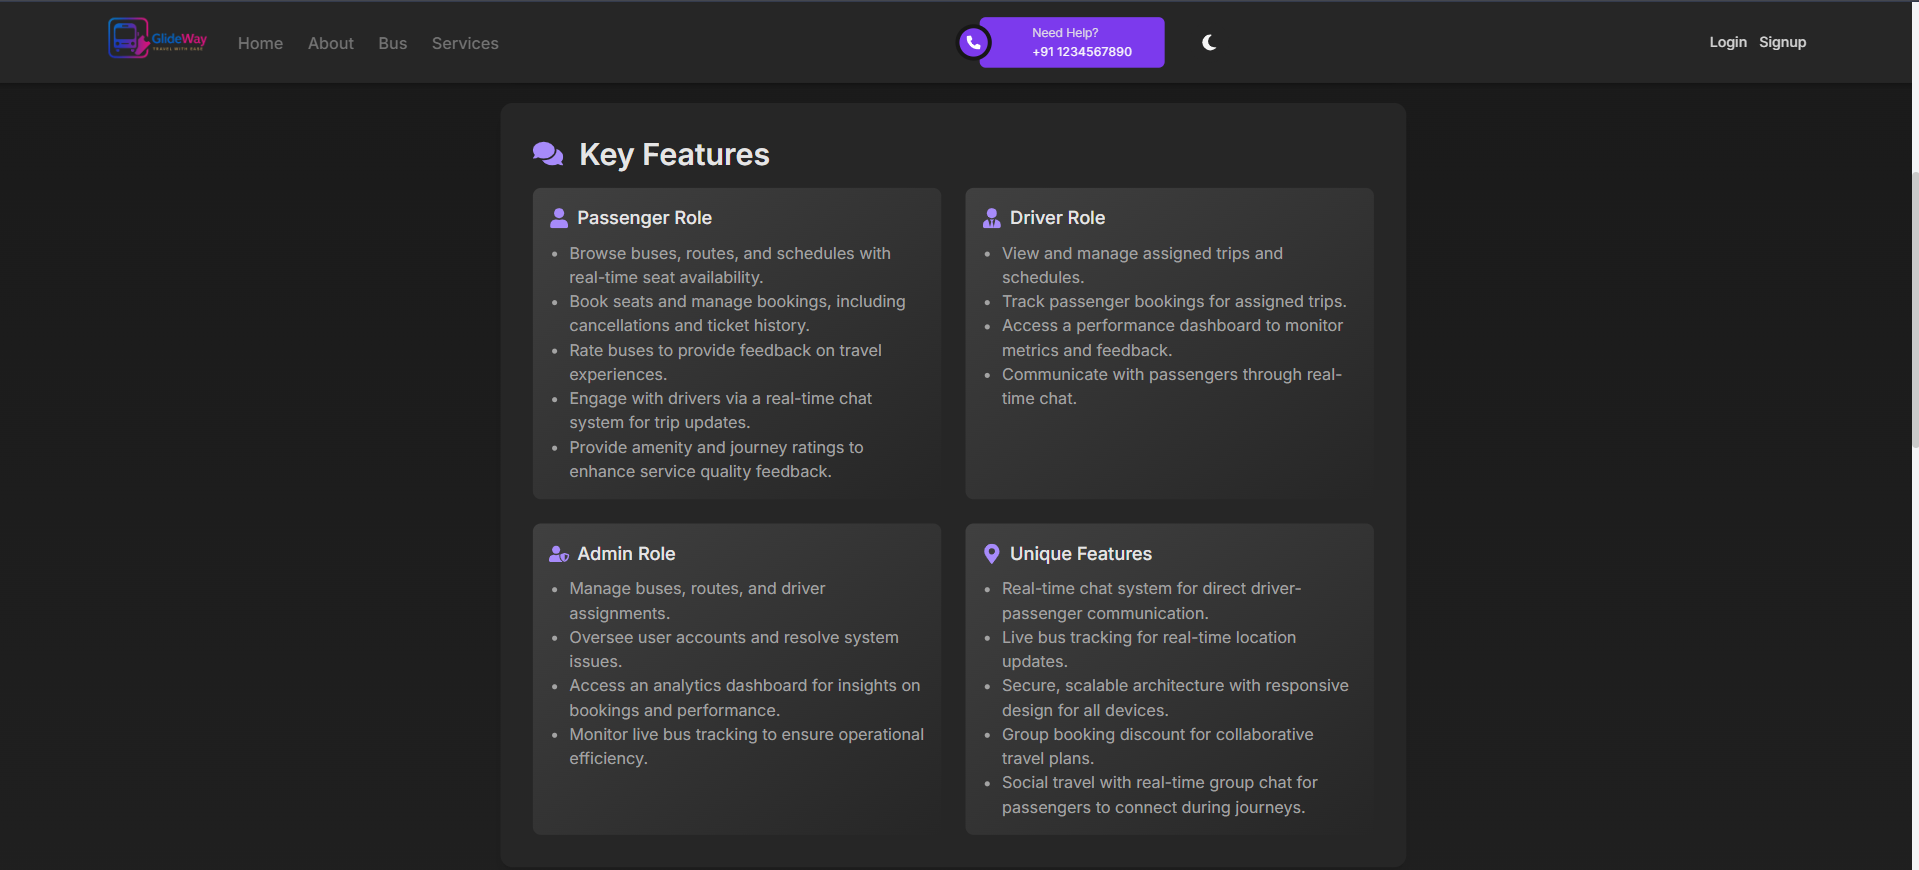 GlideWay
TRAVEL WITH EASE
Home
About
Bus
Services
Need Help?
+91 1234567890
Login
Signup
Key Features
Passenger Role
• Browse buses, routes, and schedules with
real-time seat availability.
• Book seats and manage bookings, including
cancellations and ticket history.
• Rate buses to provide feedback on travel
experiences.
• Engage with drivers via a real-time chat
system for trip updates.
• Provide amenity and journey ratings to
enhance service quality feedback.
Driver Role
• View and manage assigned trips and
schedules.
• Track passenger bookings for assigned trips.
• Access a performance dashboard to monitor
metrics and feedback.
• Communicate with passengers through real-
time chat.
Admin Role
• Manage buses, routes, and driver
assignments.
• Oversee user accounts and resolve system
issues.
• Access an analytics dashboard for insights on
bookings and performance.
• Monitor live bus tracking to ensure operational
efficiency.
Unique Features
• Real-time chat system for direct driver-
passenger communication.
• Live bus tracking for real-time location
updates.
• Secure, scalable architecture with responsive
design for all devices.
• Group booking discount for collaborative
travel plans.
• Social travel with real-time group chat for
passengers to connect during journeys.